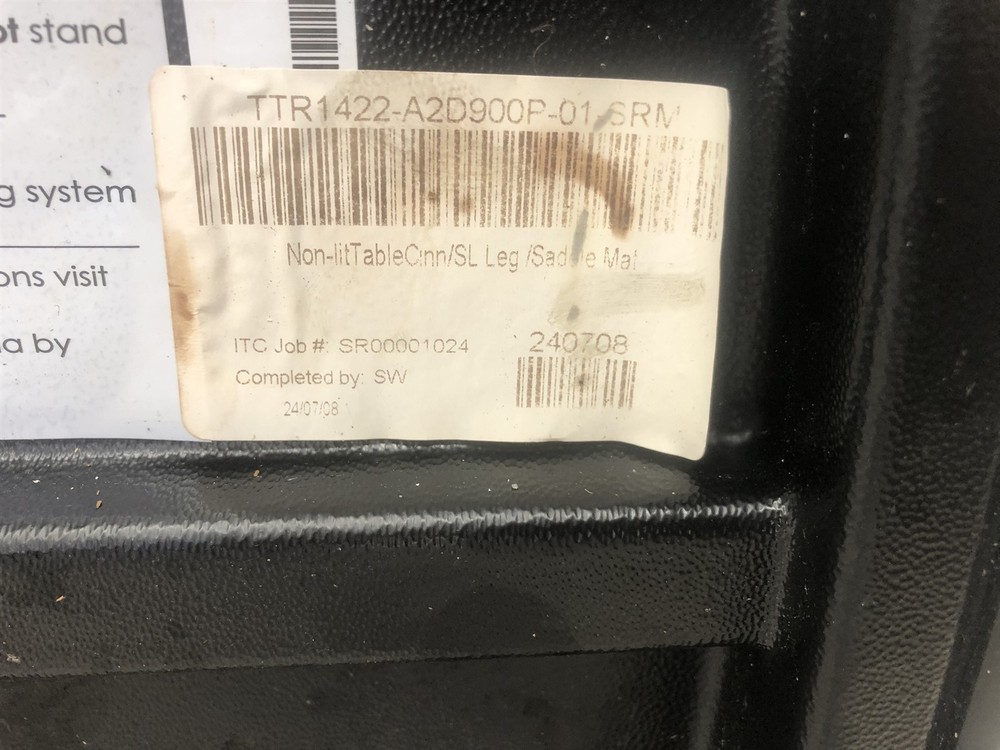 ot stand
g system
ons visit
a by
TTR1422-A2D900P-01 SRM
Non-litTableCinn/SL Leg /Saddle Mat
ITC Job #: SR00001024
240708
Completed by: SW
24/07/08